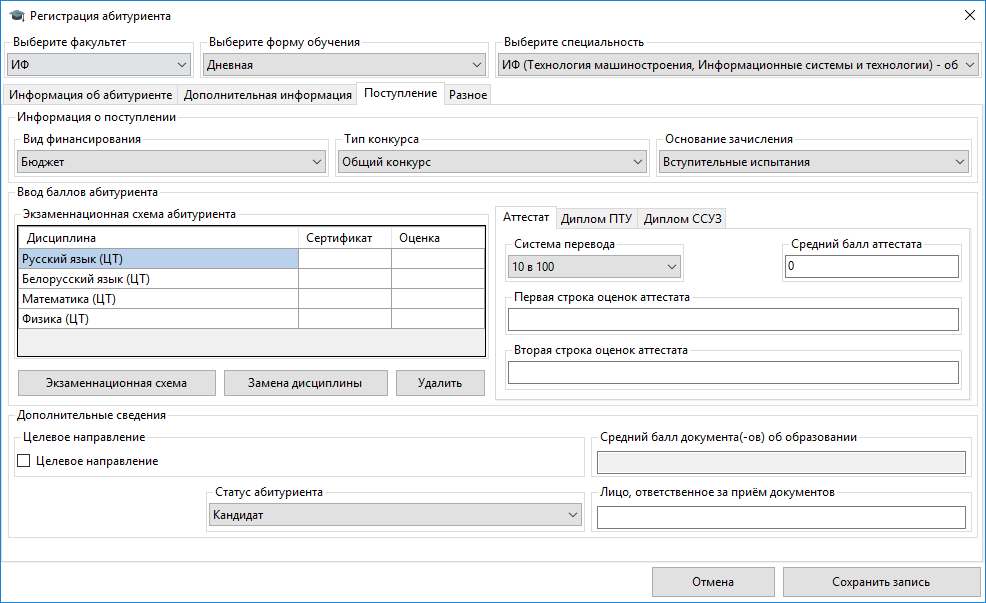 Регистрация абитуриента
Выберите факультет
Выберите форму обучения
Выберите специальность
ИФ
Дневная
ИФ (Технология машиностроения, Информационные системы и технологии) - об
Информация об абитуриенте
Дополнительная информация
Поступление
Разное
Информация о поступлении
Вид финансирования
Тип конкурса
Основание зачисления
Бюджет
Общий конкурс
Вступительные испытания
Ввод баллов абитуриента
Экзаменнационная схема абитуриента
Дисциплина
Сертификат
Оценка
Русский язык (ЦТ)
Белорусский язык (ЦТ)
Математика (ЦТ)
Физика (ЦТ)
Экзаменнационная схема
Замена дисциплины
Удалить
Аттестат
Диплом ПТУ
Диплом ССУЗ
Система перевода
Средний балл аттестата
10 в 100
0
Первая строка оценок аттестата
Вторая строка оценок аттестата
Дополнительные сведения
Целевое направление
Целевое направление
Средний балл документа(-ов) об образовании
Статус абитуриента
Кандидат
Лицо, ответственное за приём документов
Отмена
Сохранить запись